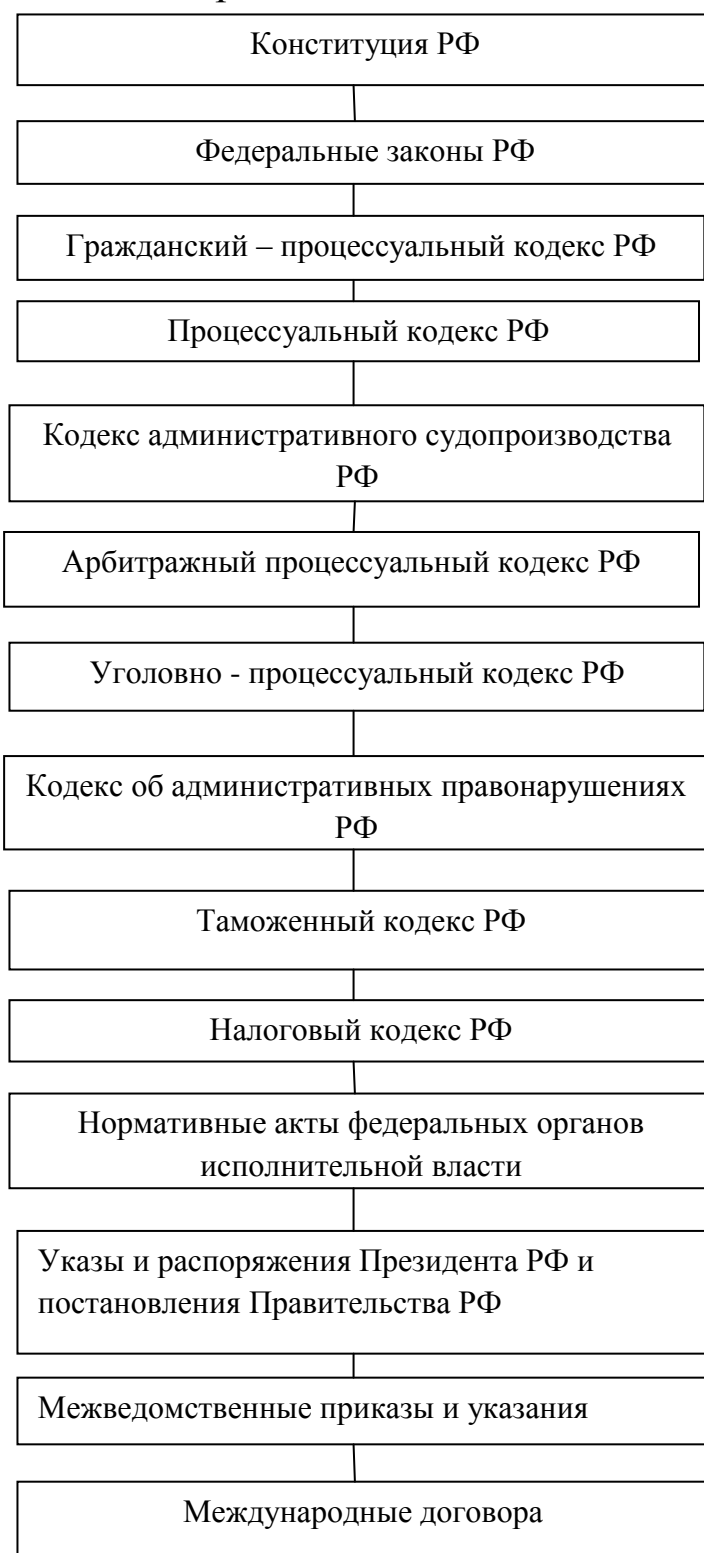 Конституция РФ
Федеральные законы РФ
Гражданский – процессуальный кодекс РФ
Процессуальный кодекс РФ
Кодекс административного судопроизводства
РФ
Арбитражный процессуальный кодекс РФ
Уголовно - процессуальный кодекс РФ
Кодекс об административных правонарушениях
РФ
Таможенный кодекс РФ
Налоговый кодекс РФ
Нормативные акты федеральных органов
исполнительной власти
Указы и распоряжения Президента РФ и
постановления Правительства РФ
Межведомственные приказы и указания
Международные договора